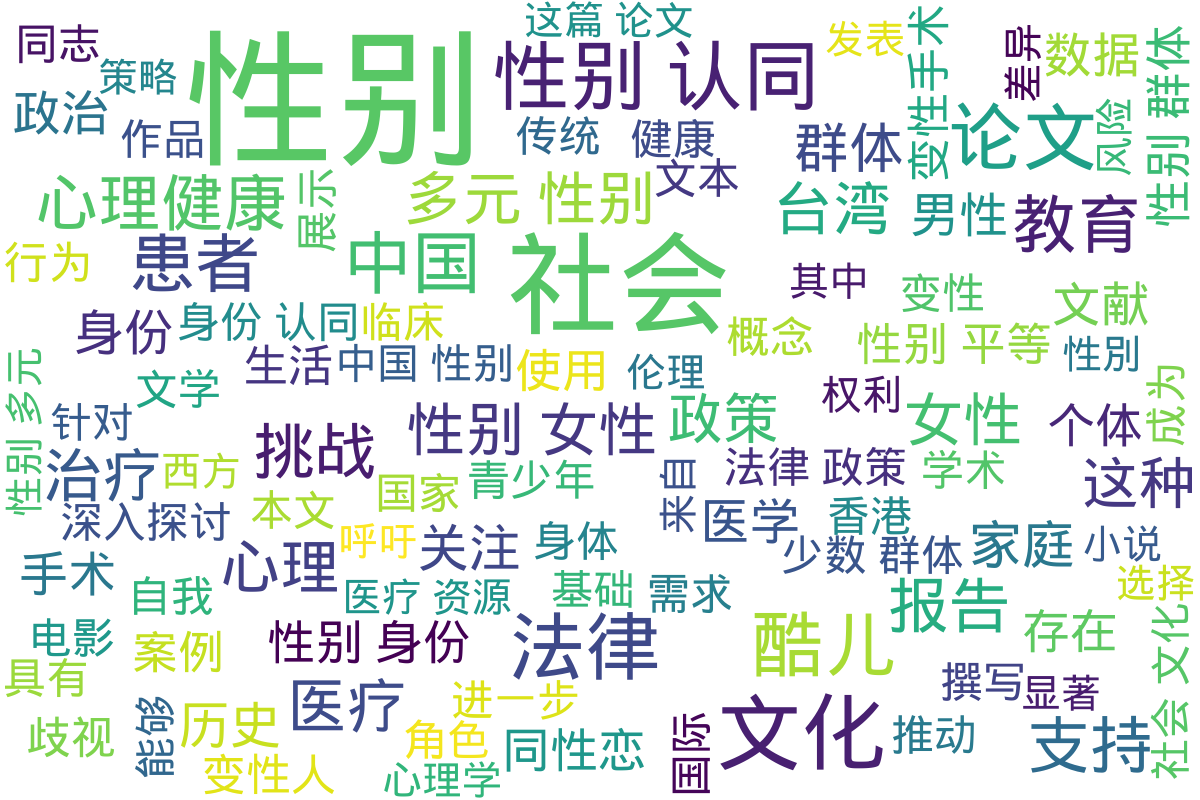 同志
策略
政治
作品
性别
性别 认同
这篇 论文
发表
变性手术
差异
数据
性别 群体
传统
健康
文本
群体
论文
风险
心理健康
展示
多元 性别
台湾
男性
教育
行为
患者
中国
社会
其中
变性
文献
身份
身份 认同
临床
概念
性别 平等
性別
生活
中国 性别
使用
伦理
权利
成为
性别 多元
文学
针对
性别 女性
政策
女性
个体
挑战
治疗
西方
青少年
国家
来自
法律 政策
学术
这种
深入探讨
本文
呼吁
关注
身体
医学
香港
少数 群体
家庭
小说
手术
自我
心理
医疗 资源
基础
需求
报告
选择
电影
案例
性别 身份
法律
酷儿
存在
社会 文化
具有
医疗
进一步
撰写
显著
歧视
能够
历史
角色
同性恋
国际
文化
推动
支持
变性人
心理学